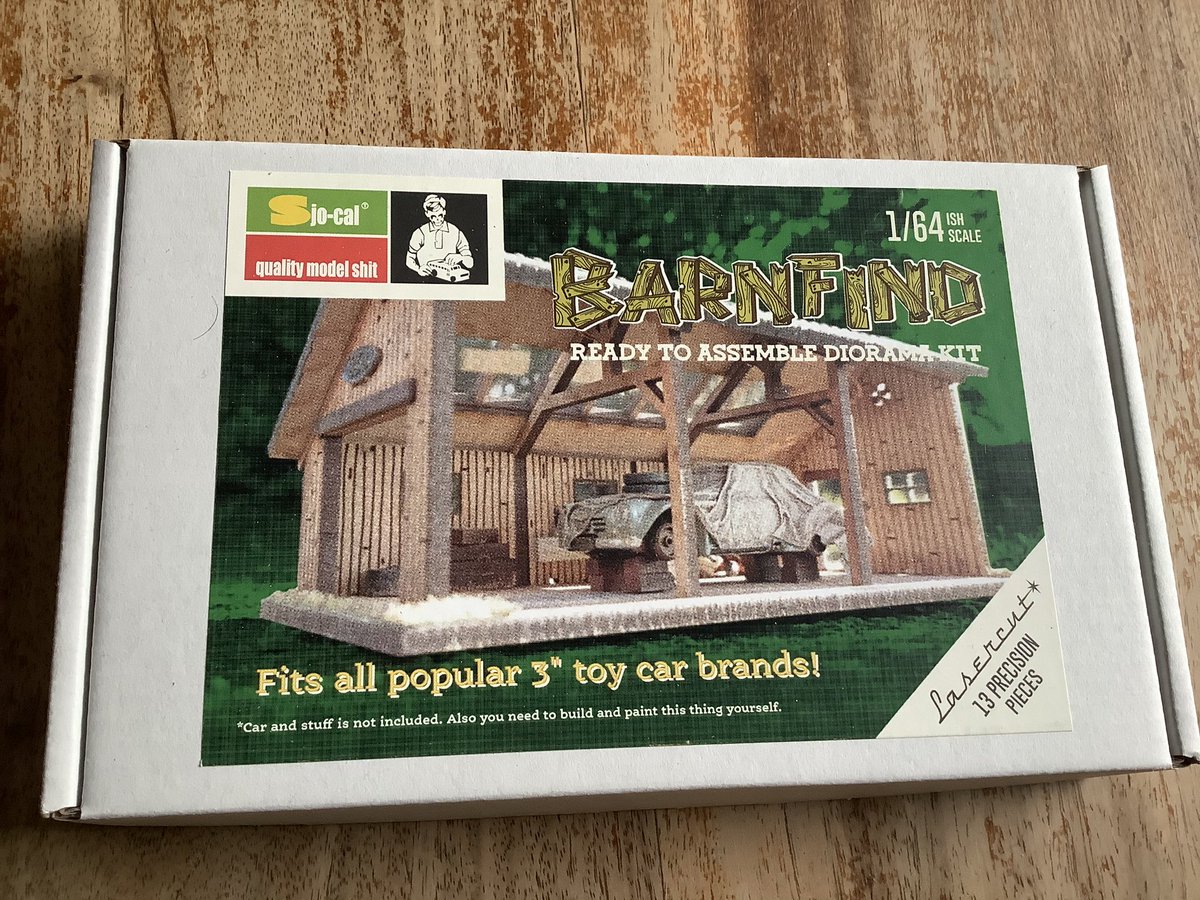 Sjo-cal®
quality model shit
1/64 ISH
SCALE
BARNFIND
READY TO ASSEMBLE DIORAMA KIT
Fits all popular 3" toy car brands!
*Car and stuff is not included. Also you need to build and paint this thing yourself.
Lasercut*
13 PRECISION
PIECES